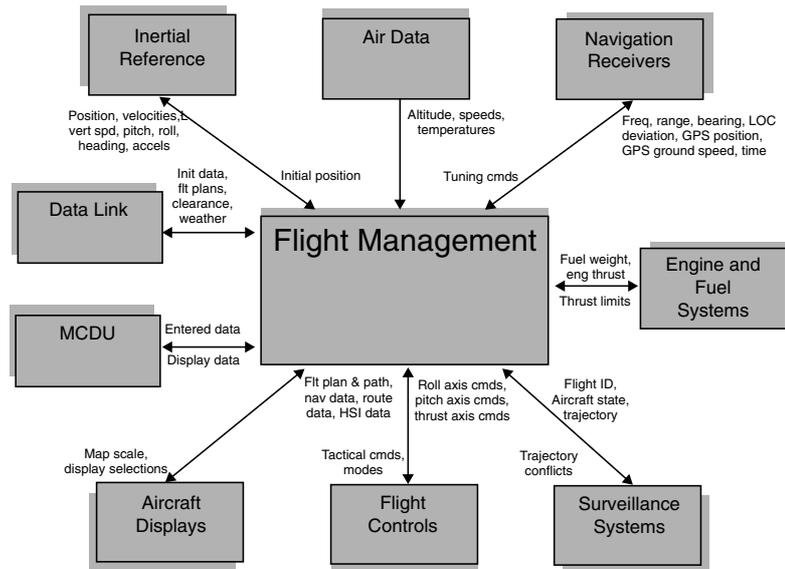 Inertial
Reference
Air Data
Navigation
Receivers
Position, velocities,L
vert spd, pitch, roll,
heading, accels
Altitude, speeds,
temperatures
Freq, range, bearing, LOC
deviation, GPS position,
GPS ground speed, time
Initial position
Tuning cmds
Data Link
Init data,
flt plans,
clearance,
weather
Flight Management
Fuel weight,
eng thrust
Thrust limits
Engine and
Fuel
Systems
MCDU
Entered data
Display data
Flt plan & path,
nav data, route
data, HSI data
Roll axis cmds,
pitch axis cmds,
thrust axis cmds
Flight ID,
Aircraft state,
trajectory
Map scale,
display selections
Tactical cmds,
modes
Trajectory
conflicts
Aircraft
Displays
Flight
Controls
Surveillance
Systems